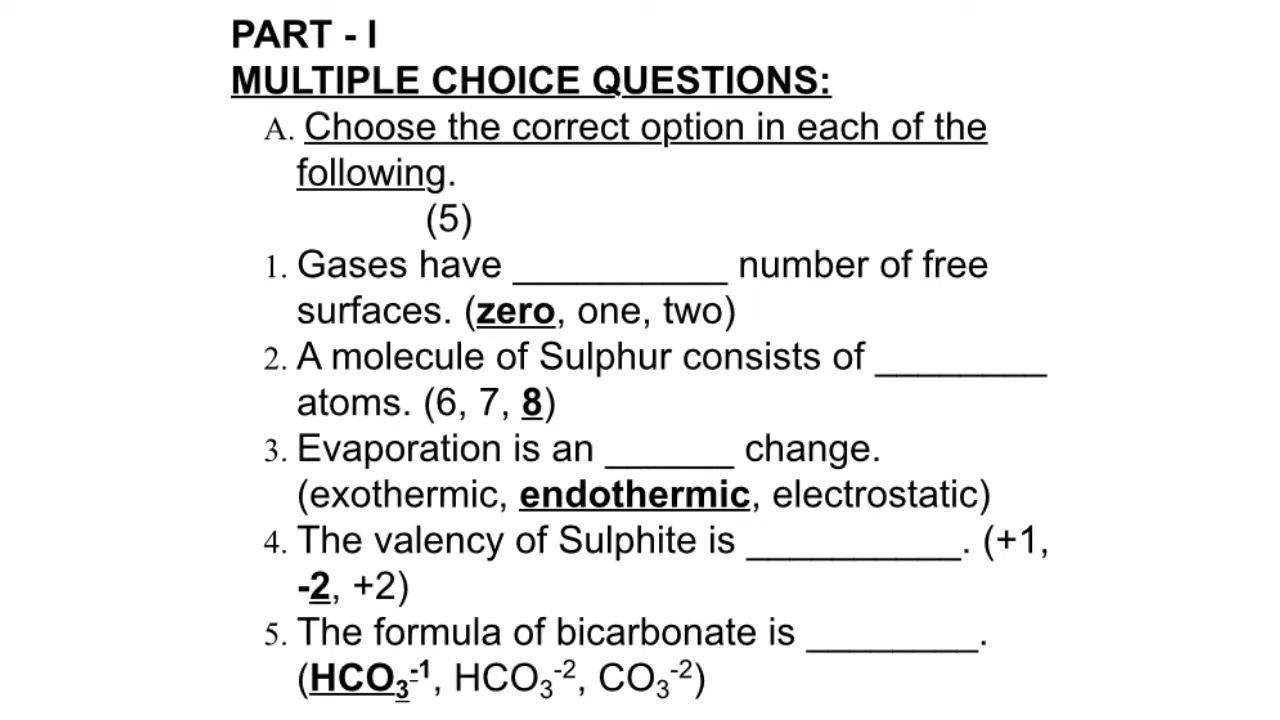 PART - I
MULTIPLE CHOICE QUESTIONS:
A. Choose the correct option in each of the
following.
(5)
1. Gases have __________ number of free
surfaces. (zero, one, two)
2. A molecule of Sulphur consists of ________
atoms. (6, 7, 8)
3. Evaporation is an ______ change.
(exothermic, endothermic, electrostatic)
4. The valency of Sulphite is __________. (+1,
-2, +2)
5. The formula of bicarbonate is ________.
(HCO₃⁻¹, HCO₃⁻², CO₃⁻²)